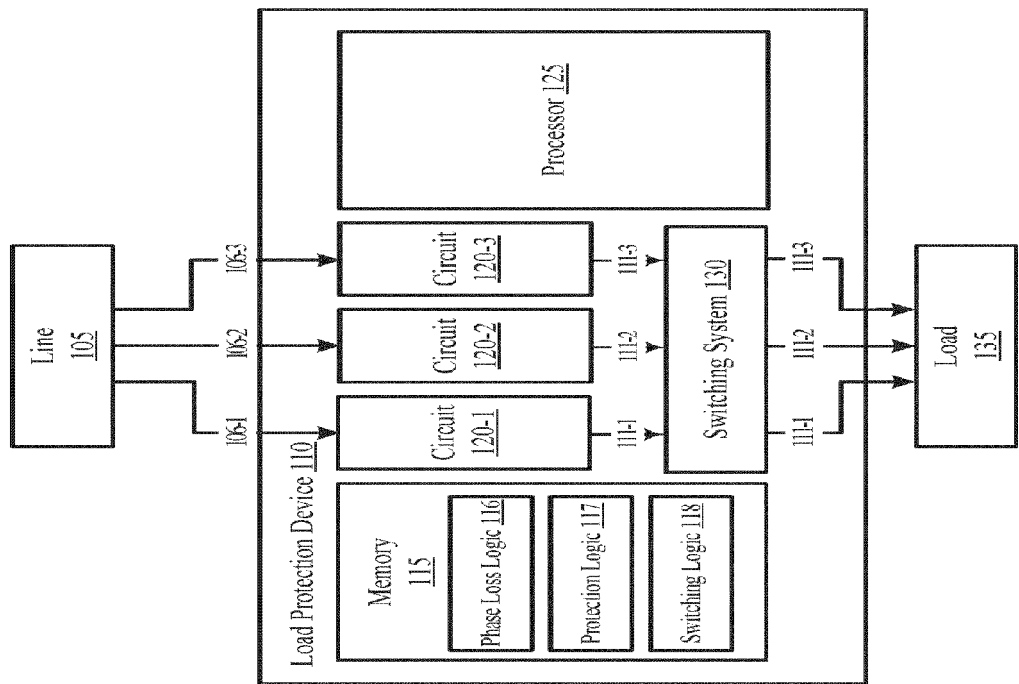 Line
105
106-1
106-2
106-3
Load Protection Device 110
Memory
115
Phase Loss Logic 116
Protection Logic 117
Switching Logic 118
Circuit
120-1
Circuit
120-2
Circuit
120-3
Processor 125
111-1
111-2
111-3
Switching System 130
111-1
111-2
111-3
Load
135